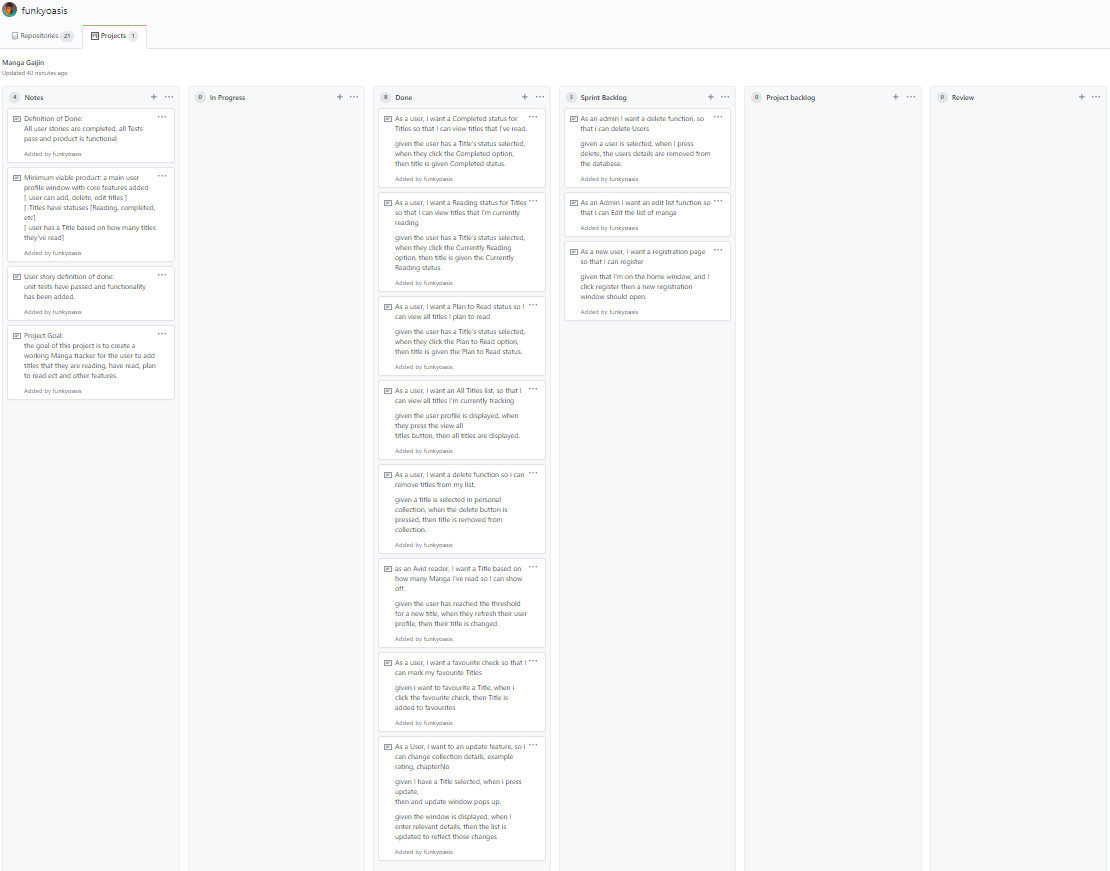 funkyoasis
Repositories 21
Projects 1
Manga Gaijin
Updated 40 minutes ago
4 Notes
Definition of Done:
All user stories are completed, all Tests
pass and product is functional
Added by funkyoasis
Minimum viable product: a main user
profile window with core features added
[ user can add, delete, edit titles ]
[ Titles have statuses [Reading, completed,
etc]
[ user has a Title based on how many titles
they've read]
Added by funkyoasis
User story definition of done:
unit tests have passed and functionality
has been added.
Added by funkyoasis
Project Goal:
the goal of this project is to create a
working Manga tracker for the user to add
titles that they are reading, have read, plan
to read ect and other features.
Added by funkyoasis
0 In Progress
8 Done
As a user, I want a Completed status for
Titles so that I can view titles that I've read.
given the user has a Title's status selected,
when they click the Completed option,
then title is given Completed status.
Added by funkyoasis
As a user, I want a Reading status for Titles
so that I can view titles that I'm currently
reading
given the user has a Title's status selected,
when they click the Currently Reading
option, then title is given the Currently
Reading status.
Added by funkyoasis
As a user, I want a Plan to Read status so I
can view all titles I plan to read
given the user has a Title's status selected,
when they click the Plan to Read option,
then title is given the Plan to Read status.
Added by funkyoasis
As a user, I want an All Titles list, so that I
can view all titles I'm currently tracking
given the user profile is displayed, when
they press the view all
titles button, then all titles are displayed.
Added by funkyoasis
As a user, I want a delete function so i can
remove titles from my list.
given a title is selected in personal
collection, when the delete button is
pressed, then title is removed from
collection.
Added by funkyoasis
as an Avid reader, I want a Title based on
how many Manga I've read so I can show
off.
given the user has reached the threshold
for a new title, when they refresh their user
profile, then their title is changed.
Added by funkyoasis
As a user, I want a favourite check so that I
can mark my favourite Titles
given i want to favourite a Title, when i
click the favourite check, then Title is
added to favourites
Added by funkyoasis
As a User, i want to an update feature, so i
can change collection details, example
rating, chapterNo
given I have a Title selected, when i press
update,
then and update window pops up.
given the window is displayed, when I
enter relevant details, then the list is
updated to reflect those changes
Added by funkyoasis
3 Sprint Backlog
As an admin I want a delete function, so
that i can delete Users
given a user is selected, when I press
delete, the users details are removed from
the database.
Added by funkyoasis
As an Admin I want an edit list function so
that i can Edit the list of manga
Added by funkyoasis
As a new user, I want a registration page
so that I can register
given that I'm on the home window, and I
click register then a new registration
window should open.
Added by funkyoasis
0 Project backlog
0 Review